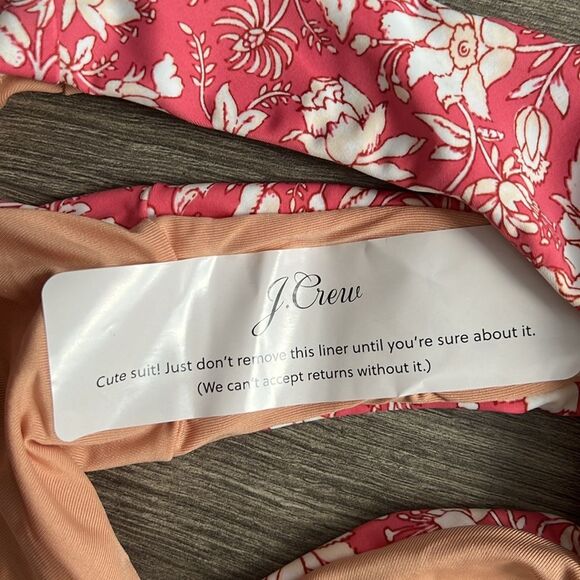 J.Crew
Cute suit! Just don't remove this liner until you're sure about it.
(We can't accept returns without it.)